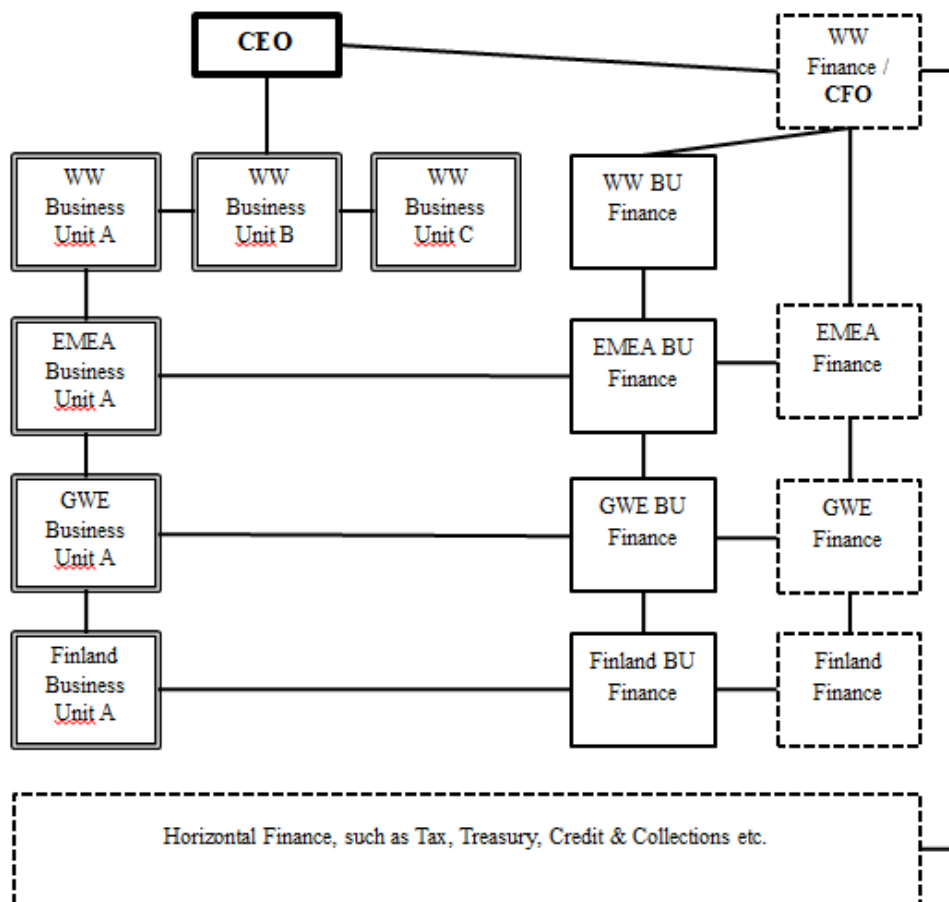 CEO
WW
Finance /
CFO
WW
Business
Unit A
WW
Business
Unit B
WW
Business
Unit C
WW BU
Finance
EMEA
Business
Unit A
EMEA BU
Finance
EMEA
Finance
GWE
Business
Unit A
GWE BU
Finance
GWE
Finance
Finland
Business
Unit A
Finland BU
Finance
Finland
Finance
Horizontal Finance, such as Tax, Treasury, Credit & Collections etc.